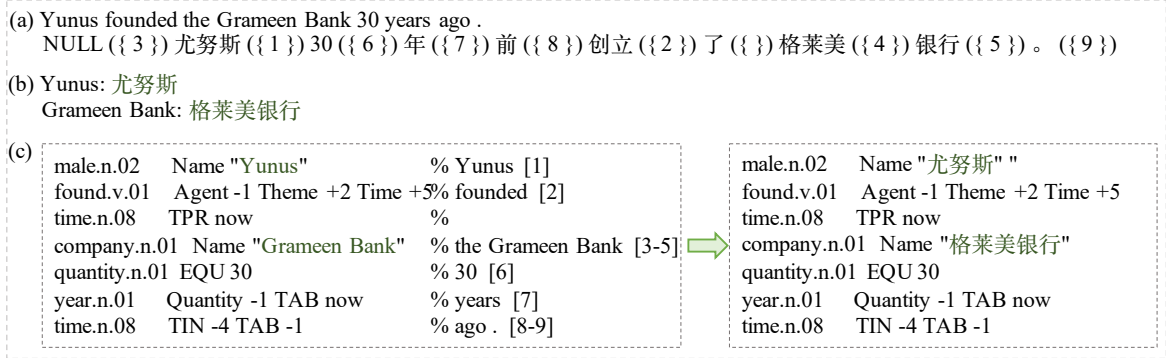 (a) Yunus founded the Grameen Bank 30 years ago .
NULL ({ 3 }) 尤努斯 ({ 1 }) 30 ({ 6 }) 年 ({ 7 }) 前 ({ 8 }) 创立 ({ 2 }) 了 ({ }) 格莱美 ({ 4 }) 银行 ({ 5 }) 。 ({ 9 })
(b) Yunus: 尤努斯
Grameen Bank: 格莱美银行
(c)
male.n.02 Name "Yunus" % Yunus [1]
found.v.01 Agent -1 Theme +2 Time +5% founded [2]
time.n.08 TPR now %
company.n.01 Name "Grameen Bank" % the Grameen Bank [3-5]
quantity.n.01 EQU 30 % 30 [6]
year.n.01 Quantity -1 TAB now % years [7]
time.n.08 TIN -4 TAB -1 % ago . [8-9]
male.n.02 Name "尤努斯" "
found.v.01 Agent -1 Theme +2 Time +5
time.n.08 TPR now
company.n.01 Name "格莱美银行"
quantity.n.01 EQU 30
year.n.01 Quantity -1 TAB now
time.n.08 TIN -4 TAB -1